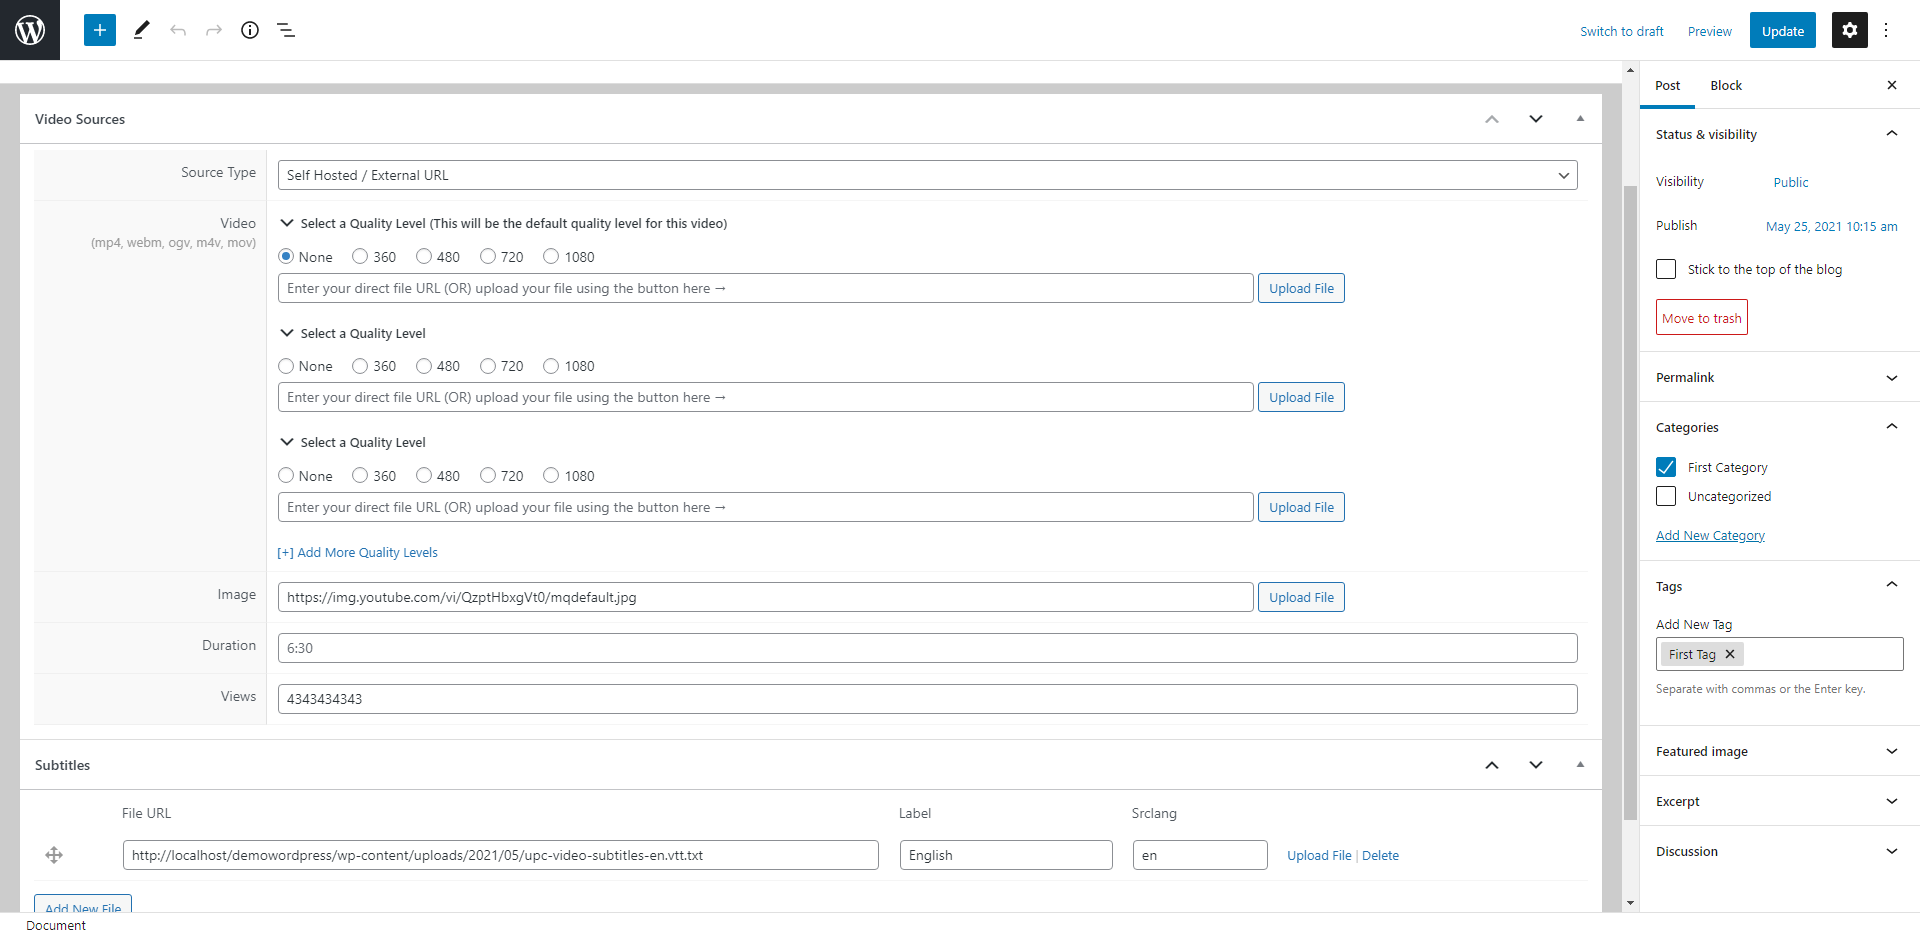 Switch to draft Preview Update
Video Sources
Source Type Self Hosted / External URL
Video
(mp4, webm, ogv, m4v, mov)
Select a Quality Level (This will be the default quality level for this video)
None 360 480 720 1080
Enter your direct file URL (OR) upload your file using the button here → Upload File
Select a Quality Level
None 360 480 720 1080
Enter your direct file URL (OR) upload your file using the button here → Upload File
Select a Quality Level
None 360 480 720 1080
Enter your direct file URL (OR) upload your file using the button here → Upload File
[+] Add More Quality Levels
Image https://img.youtube.com/vi/QzptHbxgVt0/mqdefault.jpg Upload File
Duration 6:30
Views 4343434343
Subtitles
File URL Label Srclang
http://localhost/demowordpress/wp-content/uploads/2021/05/upc-video-subtitles-en.vtt.txt English en Upload File | Delete
Add New File
Document
Post Block
Status & visibility
Visibility Public
Publish May 25, 2021 10:15 am
Stick to the top of the blog
Move to trash
Permalink
Categories
First Category
Uncategorized
Add New Category
Tags
Add New Tag
First Tag
Separate with commas or the Enter key.
Featured image
Excerpt
Discussion